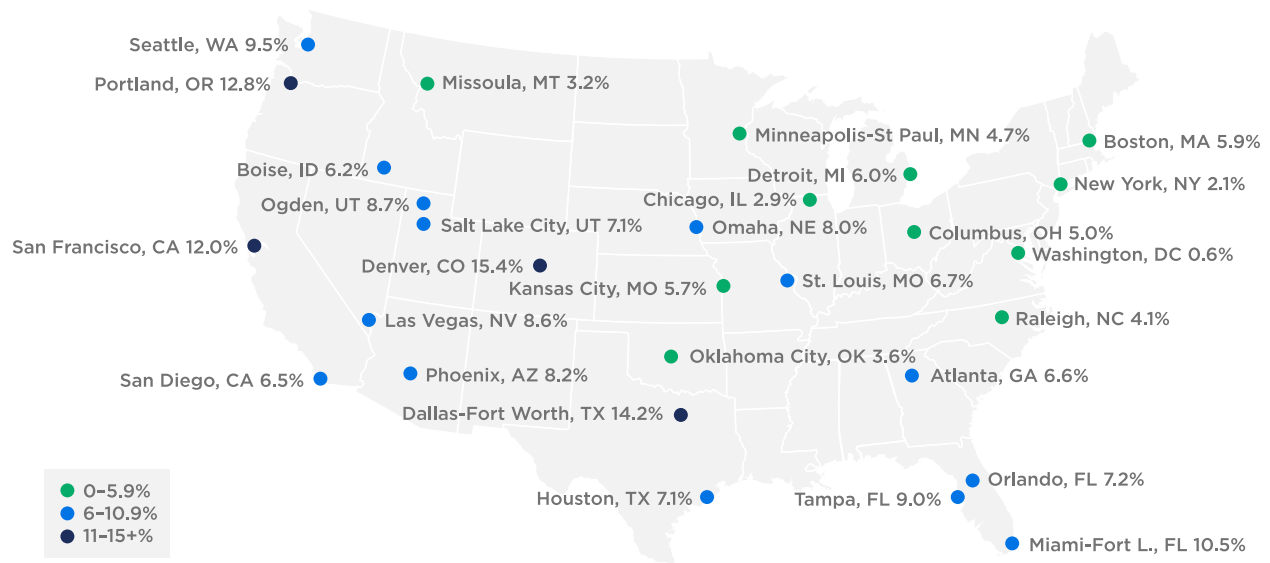 Seattle, WA 9.5%
Portland, OR 12.8%
Missoula, MT 3.2%
Minneapolis-St Paul, MN 4.7%
Boston, MA 5.9%
Boise, ID 6.2%
Detroit, MI 6.0%
New York, NY 2.1%
Ogden, UT 8.7%
Chicago, IL 2.9%
Salt Lake City, UT 7.1%
Omaha, NE 8.0%
Columbus, OH 5.0%
San Francisco, CA 12.0%
Washington, DC 0.6%
Denver, CO 15.4%
Kansas City, MO 5.7%
St. Louis, MO 6.7%
Las Vegas, NV 8.6%
Raleigh, NC 4.1%
Oklahoma City, OK 3.6%
San Diego, CA 6.5%
Phoenix, AZ 8.2%
Atlanta, GA 6.6%
Dallas-Fort Worth, TX 14.2%
Orlando, FL 7.2%
Houston, TX 7.1%
Tampa, FL 9.0%
Miami-Fort L., FL 10.5%
0–5.9%
6–10.9%
11–15+%